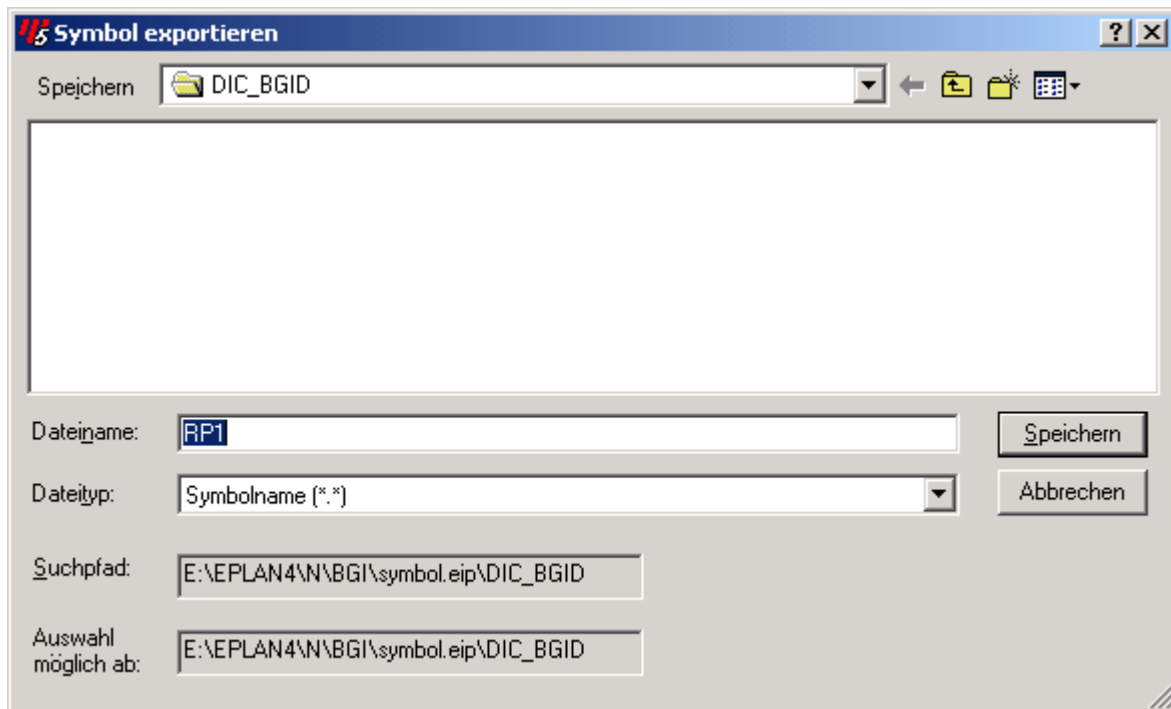 Symbol exportieren
Speichern DIC_BGID
Dateiname: RP1 Speichern
Dateityp: Symbolname (*.*) Abbrechen
Suchpfad: E:\EPLAN4\N\BGI\symbol.eip\DIC_BGID
Auswahl
möglich ab: E:\EPLAN4\N\BGI\symbol.eip\DIC_BGID